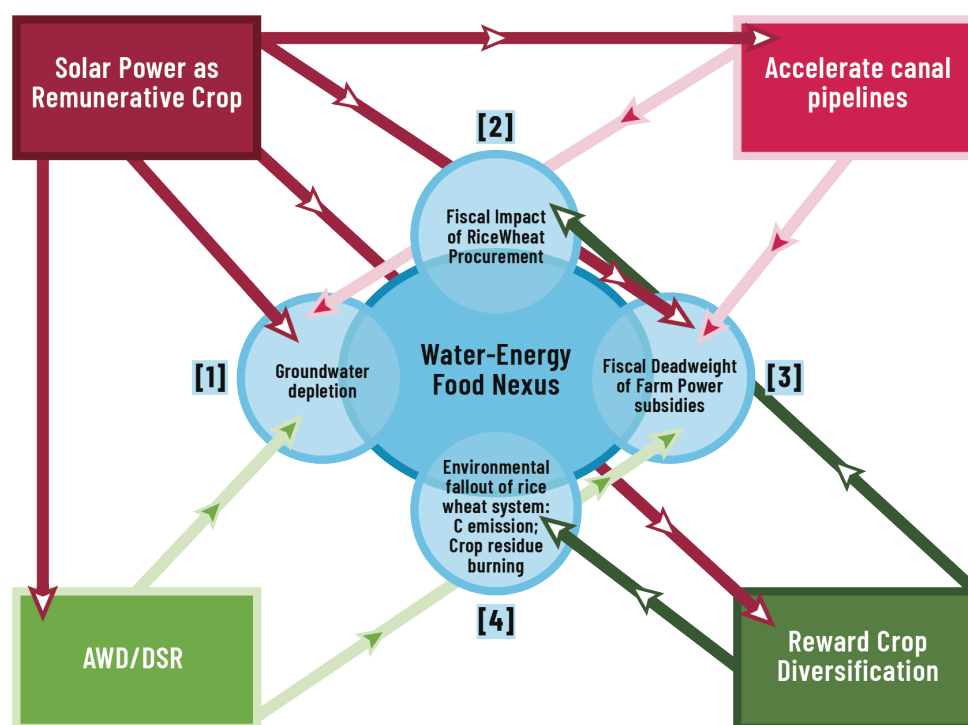 Solar Power as
Remunerative Crop
Accelerate canal
pipelines
[2]
Fiscal Impact
of RiceWheat
Procurement
Water-Energy
Food Nexus
[1]
Groundwater
depletion
Fiscal Deadweight
of Farm Power
subsidies
[3]
Environmental
fallout of rice
wheat system:
C emission;
Crop residue
burning
[4]
AWD/DSR
Reward Crop
Diversification